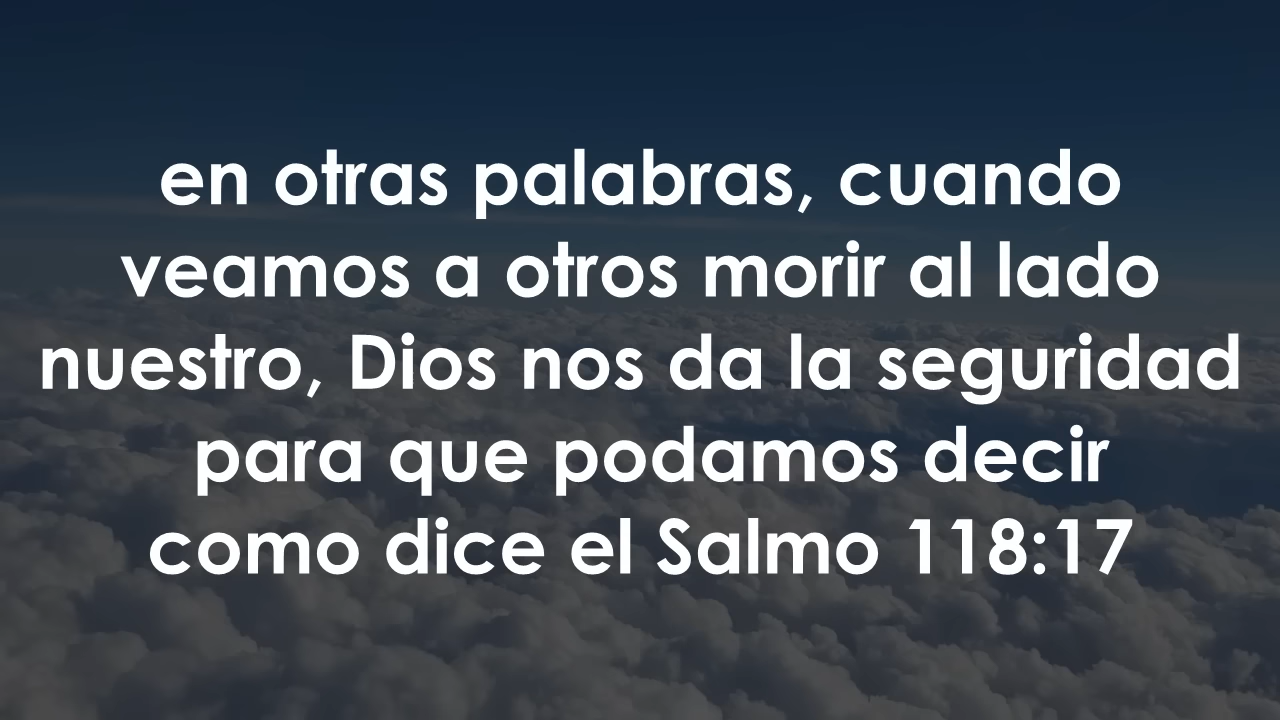 en otras palabras, cuando
veamos a otros morir al lado
nuestro, Dios nos da la seguridad
para que podamos decir
como dice el Salmo 118:17